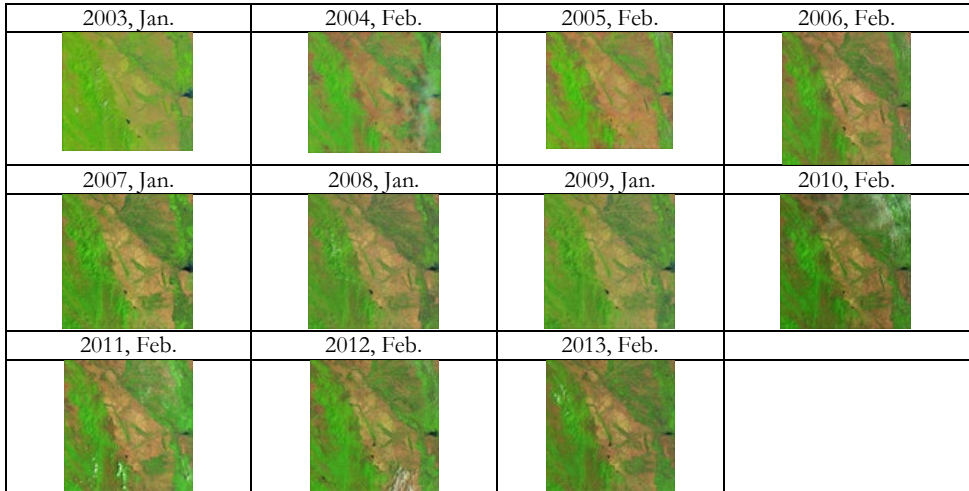 2003, Jan. 2004, Feb. 2005, Feb. 2006, Feb.
2007, Jan. 2008, Jan. 2009, Jan. 2010, Feb.
2011, Feb. 2012, Feb. 2013, Feb.